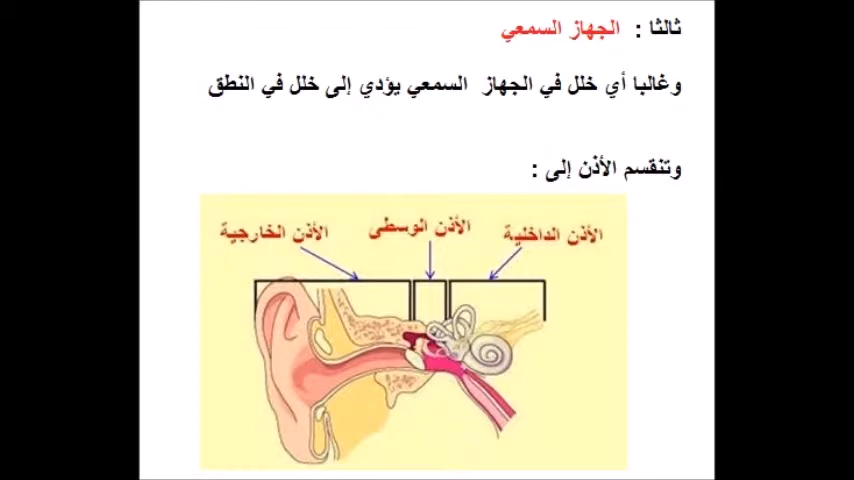 ثالثا : الجهاز السمعي
وغالبا أي خلل في الجهاز السمعي يؤدي إلى خلل في النطق
وتنقسم الأذن إلى :
الأذن الداخلية
الأذن الوسطى
الأذن الخارجية